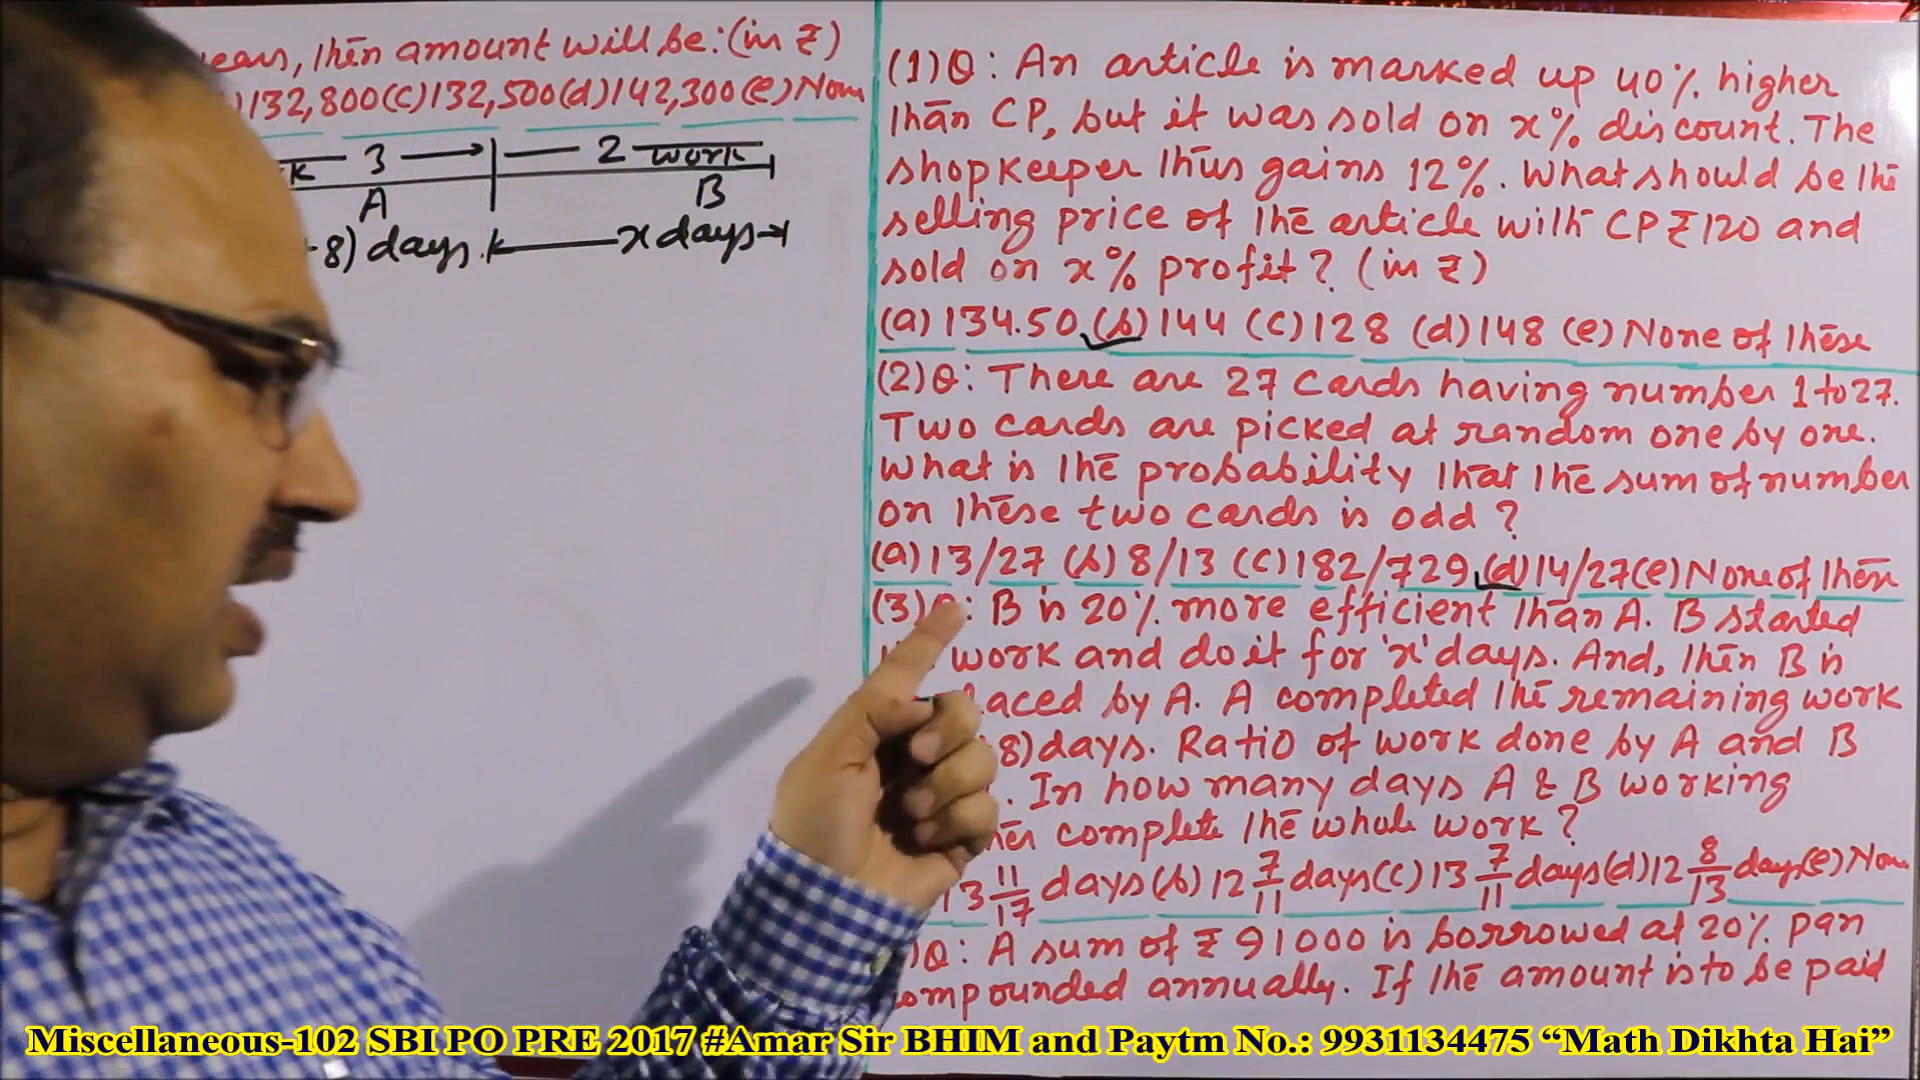 ears, then amount will be: (in ₹)
)132,800(c)132,500(d)142,300(e)Non
k — 3 → — 2 work
A B
+8) days. x days
(1)Q: An article is marked up 40% higher
than CP, but it was sold on x% discount. The
shopkeeper thus gains 12%. What should be the
selling price of the article with CP ₹120 and
sold on x% profit? (in ₹)
(a) 134.50 (b) 144 (c) 128 (d) 148 (e) None of these
(2)Q: There are 27 cards having number 1 to 27.
Two cards are picked at random one by one.
What is the probability that the sum of number
on these two cards is odd?
(a) 13/27 (b) 8/13 (c) 182/729 (d) 14/27 (e) None of these
(3)Q: B is 20% more efficient than A. B started
work and do it for 'x' days. And, then B is
laced by A. A completed the remaining work
8) days. Ratio of work done by A and B
. In how many days A & B working
her complete the whole work?
13 11/17 days (b) 12 7/11 days (c) 13 7/11 days (d) 12 8/13 days (e) Non
)Q: A sum of ₹ 91000 is borrowed at 20% pan
ompounded annually. If the amount is to be paid
Miscellaneous-102 SBI PO PRE 2017 #Amar Sir BHIM and Paytm No.: 9931134475 “Math Dikhta Hai”